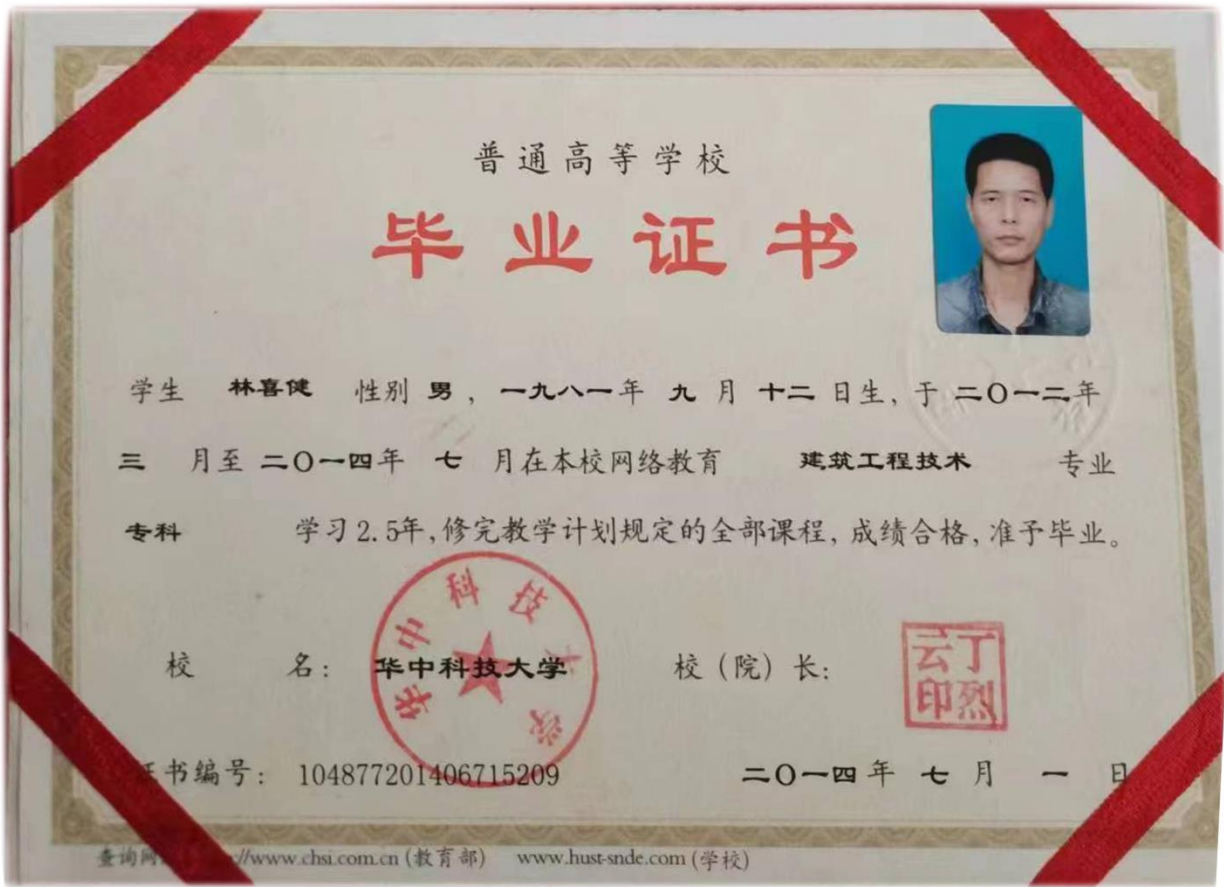 普通高等学校
毕业证书
学生 林喜健 性别 男，一九八一年 九 月 十二 日生，于 二〇一二年
三 月至 二〇一四年 七 月在本校网络教育 建筑工程技术 专业
专科 学习2.5年，修完教学计划规定的全部课程，成绩合格，准予毕业。
华中科技大学
校 名：华中科技大学 校（院）长：
丁烈云印
证书编号：104877201406715209 二〇一四年 七 月 一 日
查询网 //www.chsi.com.cn (教育部) www.hust-snde.com (学校)